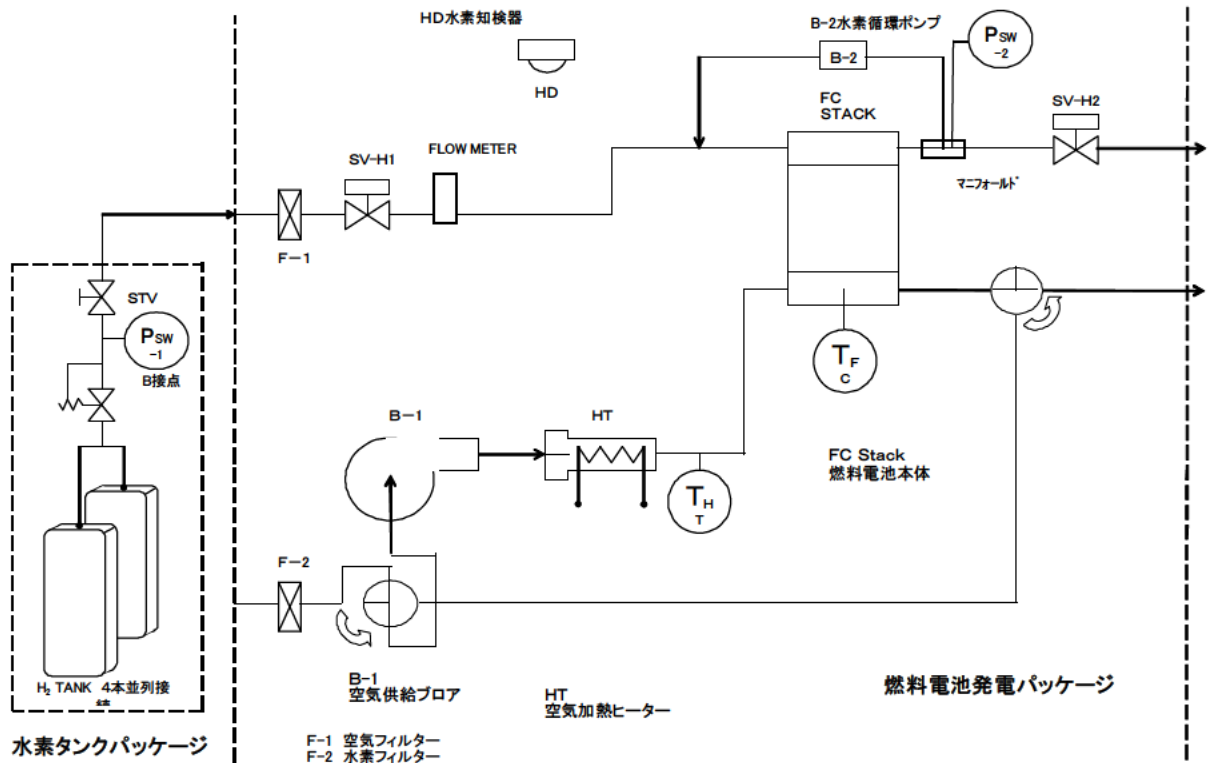 HD水素知検器
HD
B-2水素循環ポンプ
B-2
PSW
-2
FC
STACK
SV-H2
マニフォールド
SV-H1
FLOW METER
F-1
STV
PSW
-1
B接点
TF
C
B-1
HT
TH
T
FC Stack
燃料電池本体
F-2
H₂ TANK 4本並列接
B-1
空気供給ブロア
HT
空気加熱ヒーター
燃料電池発電パッケージ
水素タンクパッケージ
F-1 空気フィルター
F-2 水素フィルター